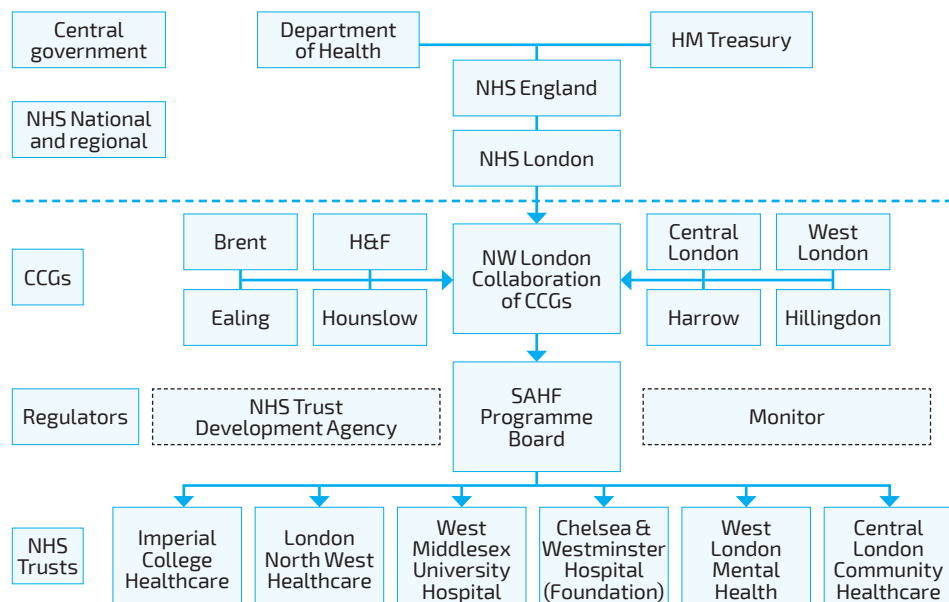 Central
government
Department
of Health
HM Treasury
NHS England
NHS National
and regional
NHS London
CCGs
Brent
H&F
NW London
Collaboration
of CCGs
Central
London
West
London
Ealing
Hounslow
Harrow
Hillingdon
Regulators
NHS Trust
Development Agency
SAHF
Programme
Board
Monitor
NHS
Trusts
Imperial
College
Healthcare
London
North West
Healthcare
West
Middlesex
University
Hospital
Chelsea &
Westminster
Hospital
(Foundation)
West
London
Mental
Health
Central
London
Community
Healthcare